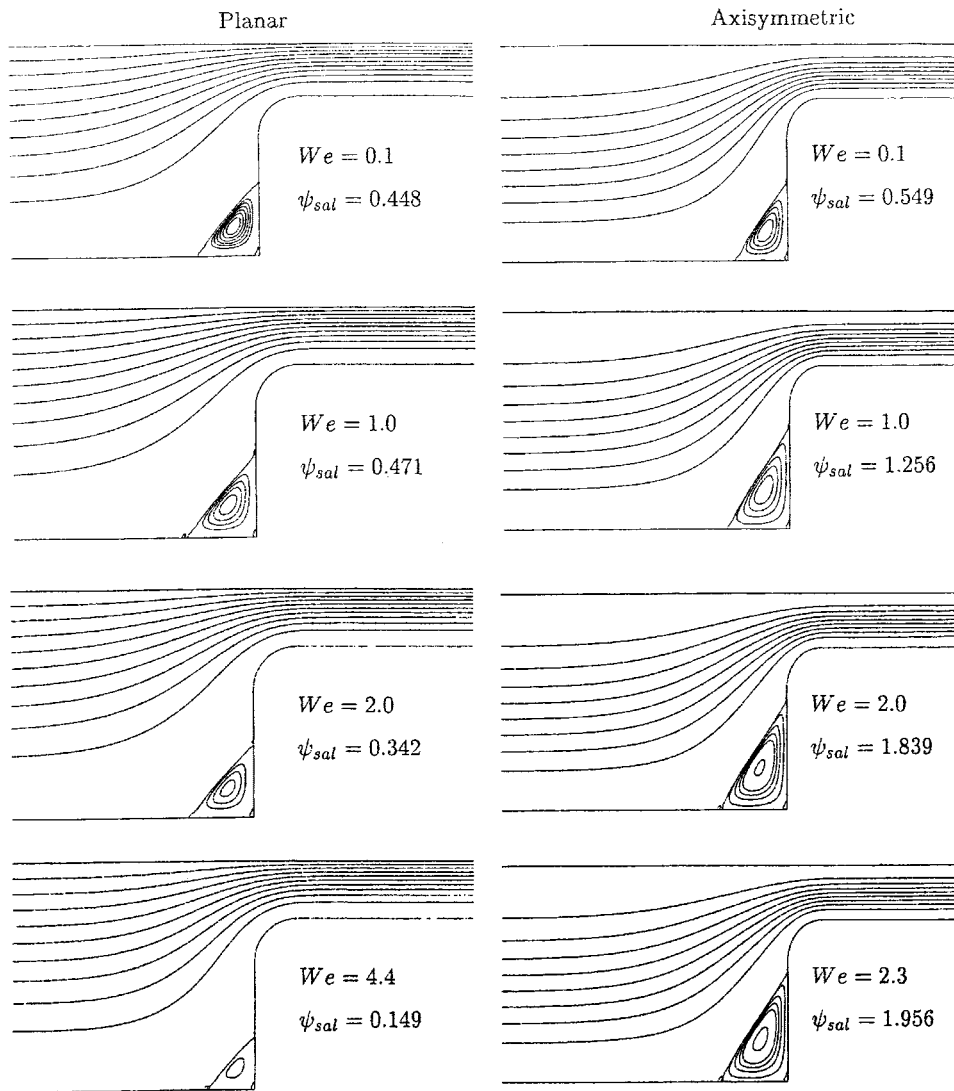 Planar
Axisymmetric
We = 0.1
ψsal = 0.448
We = 0.1
ψsal = 0.549
We = 1.0
ψsal = 0.471
We = 1.0
ψsal = 1.256
We = 2.0
ψsal = 0.342
We = 2.0
ψsal = 1.839
We = 4.4
ψsal = 0.149
We = 2.3
ψsal = 1.956